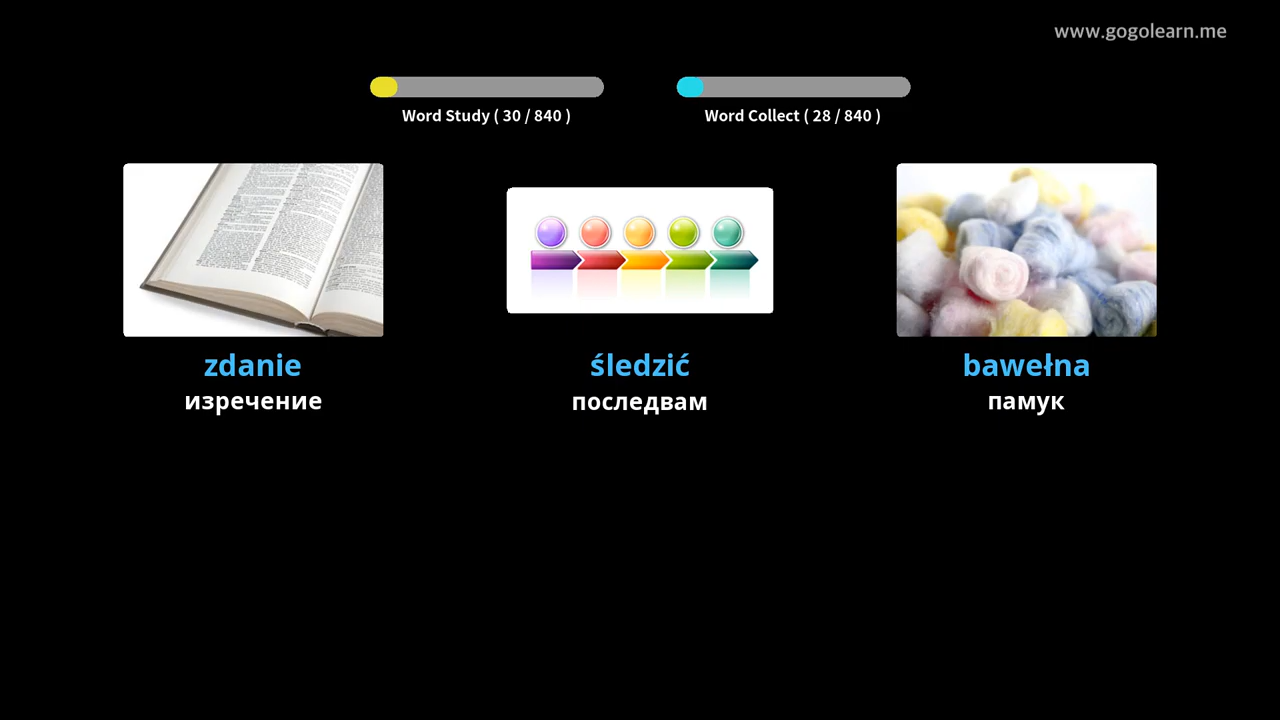 www.gogolearn.me
Word Study ( 30 / 840 )
Word Collect ( 28 / 840 )
zdanie
изречение
śledzić
последвам
bawełna
памук